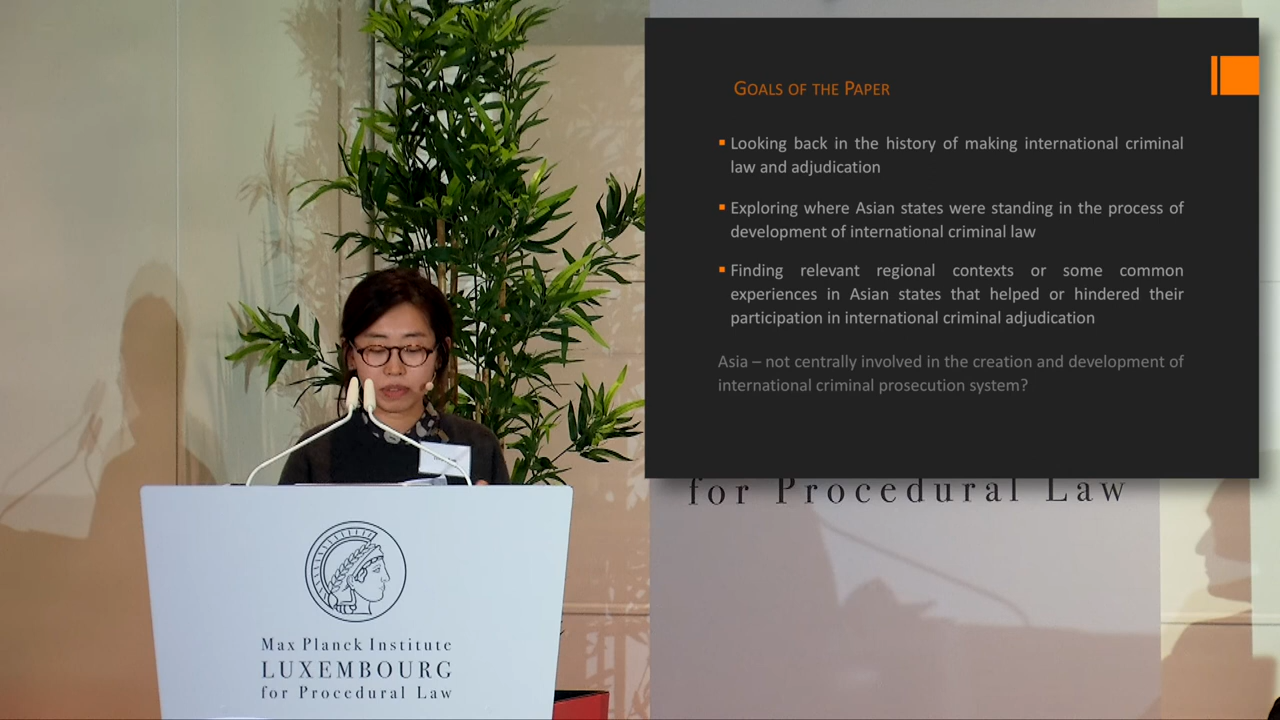 GOALS OF THE PAPER
Looking back in the history of making international criminal
law and adjudication
Exploring where Asian states were standing in the process of
development of international criminal law
Finding relevant regional contexts or some common
experiences in Asian states that helped or hindered their
participation in international criminal adjudication
Asia – not centrally involved in the creation and development of
international criminal prosecution system?
for Procedural Law
Max Planck Institute
LUXEMBOURG
for Procedural Law